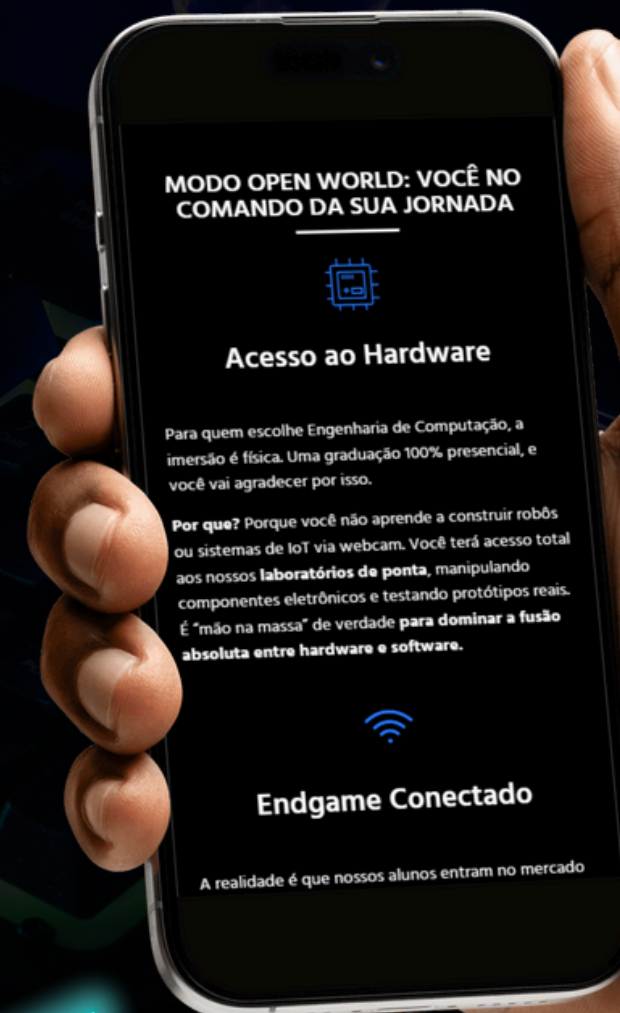 MODO OPEN WORLD: VOCÊ NO
COMANDO DA SUA JORNADA
Acesso ao Hardware
Para quem escolhe Engenharia de Computação, a
imersão é física. Uma graduação 100% presencial, e
você vai agradecer por isso.
Por que? Porque você não aprende a construir robôs
ou sistemas de IoT via webcam. Você terá acesso total
aos nossos laboratórios de ponta, manipulando
componentes eletrônicos e testando protótipos reais.
É "mão na massa" de verdade para dominar a fusão
absoluta entre hardware e software.
Endgame Conectado
A realidade é que nossos alunos entram no mercado